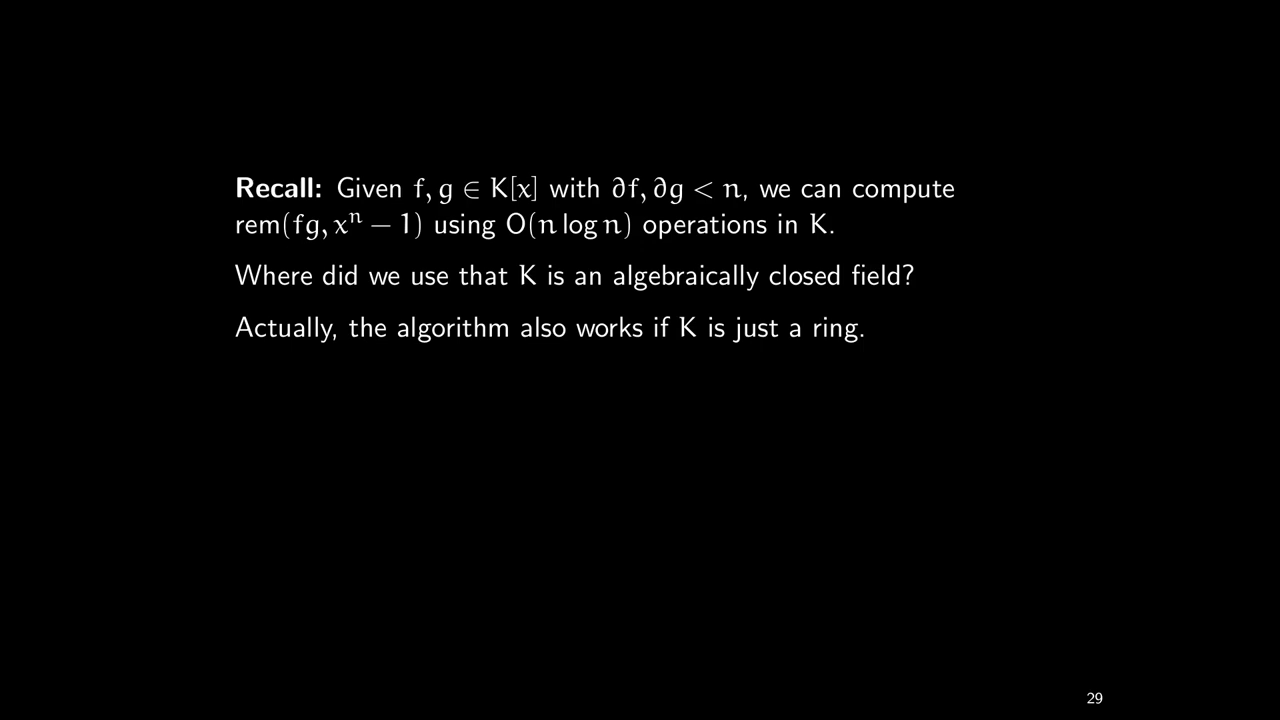 Recall: Given f, g ∈ K[x] with ∂f, ∂g < n, we can compute
rem(fg, xⁿ − 1) using O(n log n) operations in K.
Where did we use that K is an algebraically closed field?
Actually, the algorithm also works if K is just a ring.
29